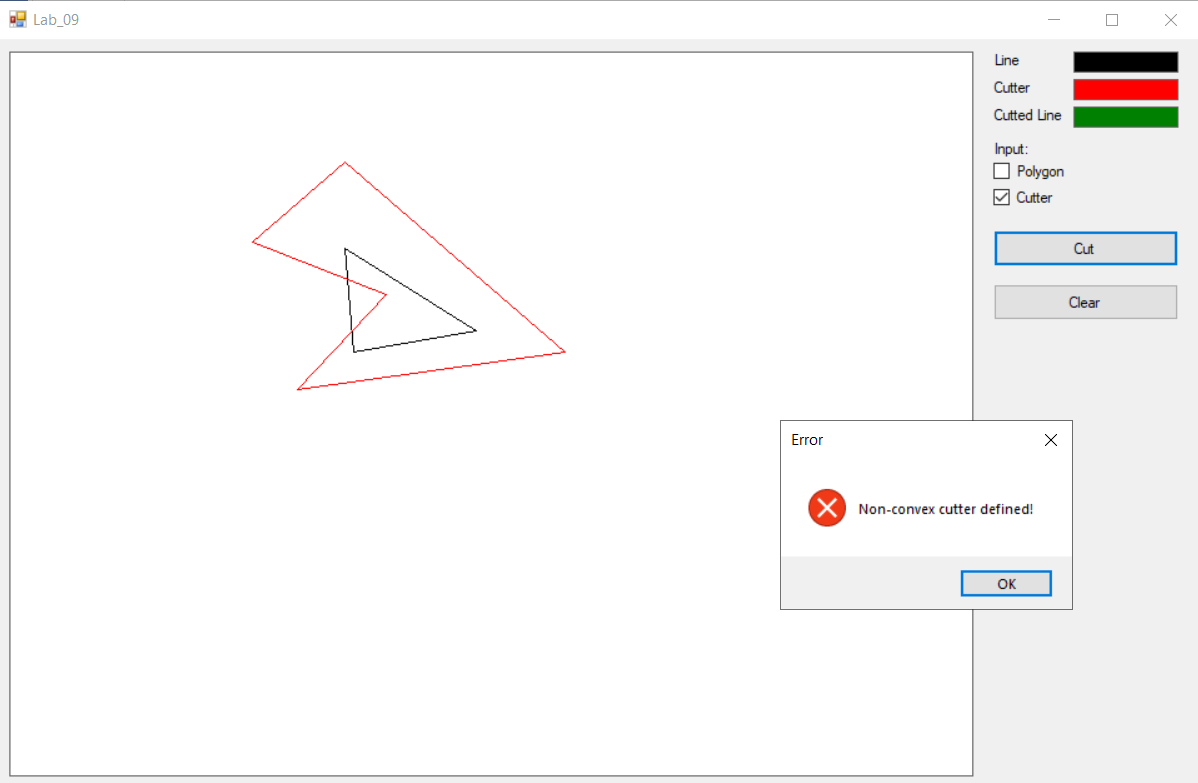 Lab_09
Line
Cutter
Cutted Line
Input:
Polygon
Cutter
Cut
Clear
Error
Non-convex cutter defined!
OK